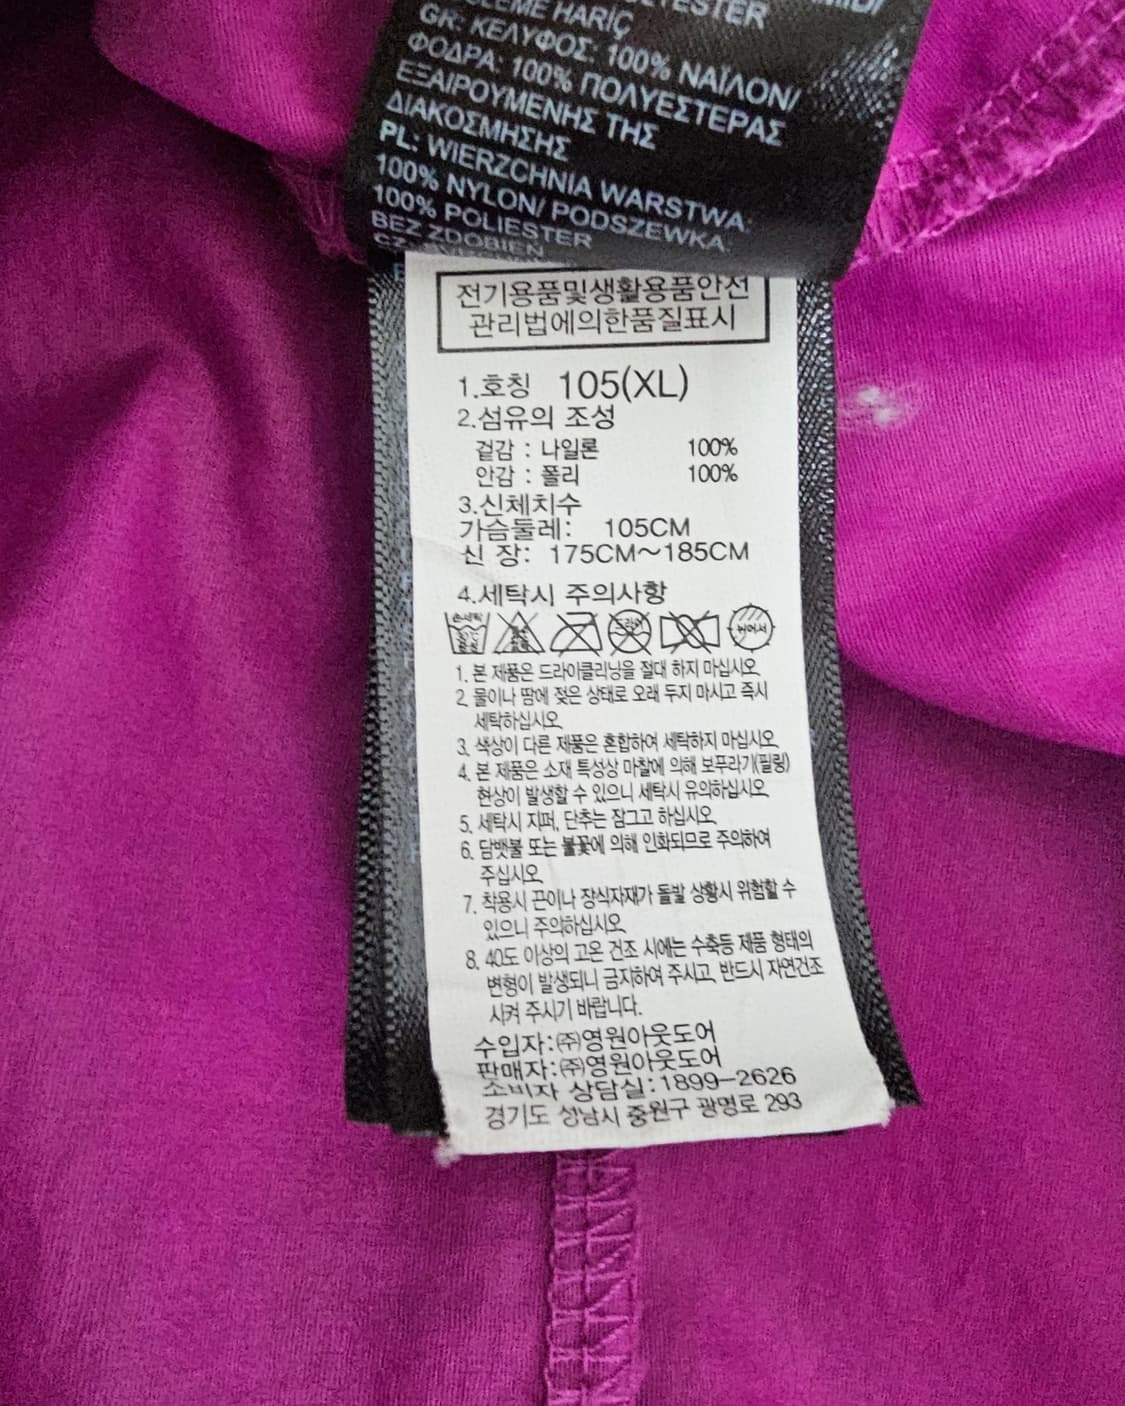 HARİÇ
GR: ΚΕΛΥΦΟΣ: 100% ΝΑΪΛΟΝ/
ΦΟΔΡΑ: 100% ΠΟΛΥΕΣΤΕΡΑΣ
ΕΞΑΙΡΟΥΜΕΝΗΣ ΤΗΣ
ΔΙΑΚΟΣΜΗΣΗΣ
PL: WIERZCHNIA WARSTWA:
100% NYLON/ PODSZEWKA:
100% POLIESTER
BEZ ZDOBIEŃ
전기용품및생활용품안전
관리법에의한품질표시
1.호칭 105(XL)
2.섬유의 조성
겉감 : 나일론 100%
안감 : 폴리 100%
3.신체치수
가슴둘레: 105CM
신 장: 175CM~185CM
4.세탁시 주의사항
손세탁 30°C 중성 드라이 뉘어서
1. 본 제품은 드라이클리닝을 절대 하지 마십시오.
2. 물이나 땀에 젖은 상태로 오래 두지 마시고 즉시
세탁하십시오.
3. 색상이 다른 제품은 혼합하여 세탁하지 마십시오.
4. 본 제품은 소재 특성상 마찰에 의해 보푸라기(필링)
현상이 발생할 수 있으니 세탁시 유의하십시오.
5. 세탁시 지퍼, 단추는 잠그고 하십시오.
6. 담뱃불 또는 불꽃에 의해 인화되므로 주의하여
주십시오.
7. 착용시 끈이나 장식자재가 돌발 상황시 위험할 수
있으니 주의하십시오.
8. 40도 이상의 고온 건조 시에는 수축등 제품 형태의
변형이 발생되니 금지하여 주시고, 반드시 자연건조
시켜 주시기 바랍니다.
수입자:㈜영원아웃도어
판매자:㈜영원아웃도어
소비자 상담실:1899-2626
경기도 성남시 중원구 광명로 293